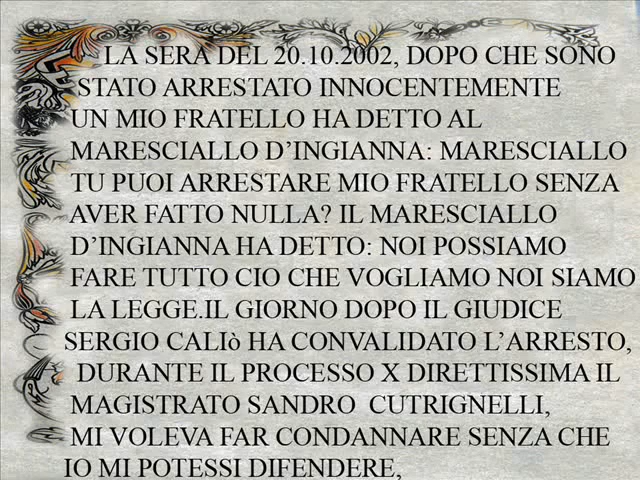 LA SERA DEL 20.10.2002, DOPO CHE SONO
STATO ARRESTATO INNOCENTEMENTE
UN MIO FRATELLO HA DETTO AL
MARESCIALLO D'INGIANNA: MARESCIALLO
TU PUOI ARRESTARE MIO FRATELLO SENZA
AVER FATTO NULLA? IL MARESCIALLO
D'INGIANNA HA DETTO: NOI POSSIAMO
FARE TUTTO CIO CHE VOGLIAMO NOI SIAMO
LA LEGGE.IL GIORNO DOPO IL GIUDICE
SERGIO CALIò HA CONVALIDATO L'ARRESTO,
DURANTE IL PROCESSO X DIRETTISSIMA IL
MAGISTRATO SANDRO CUTRIGNELLI,
MI VOLEVA FAR CONDANNARE SENZA CHE
IO MI POTESSI DIFENDERE,